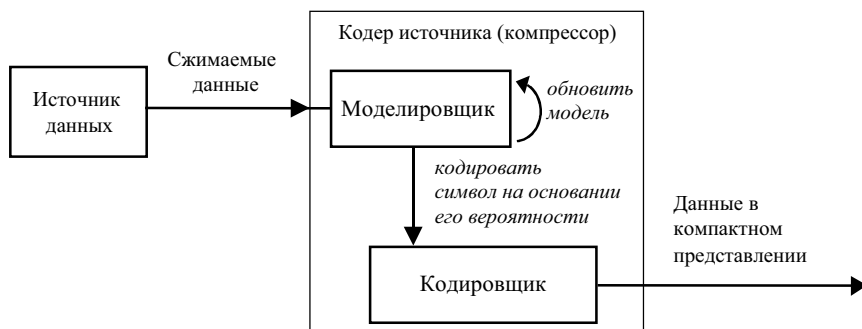 Кодер источника (компрессор)
Сжимаемые
данные
Источник
данных
Моделировщик
обновить
модель
кодировать
символ на основании
его вероятности
Данные в
компактном
представлении
Кодировщик